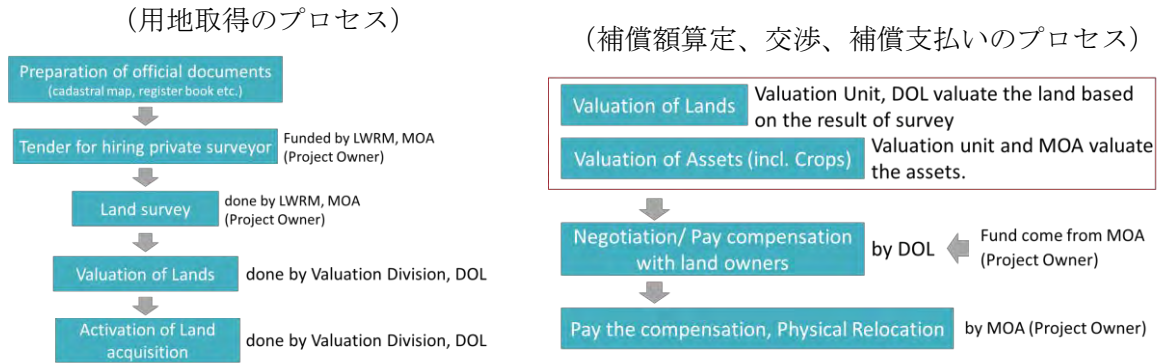 （用地取得のプロセス）
Preparation of official documents
(cadastral map, register book etc.)
Tender for hiring private surveyor
Funded by LWRM, MOA
(Project Owner)
Land survey
done by LWRM, MOA
(Project Owner)
Valuation of Lands
done by Valuation Division, DOL
Activation of Land
acquisition
done by Valuation Division, DOL
（補償額算定、交渉、補償支払いのプロセス）
Valuation of Lands
Valuation Unit, DOL valuate the land based
on the result of survey
Valuation of Assets (incl. Crops)
Valuation unit and MOA valuate
the assets.
Negotiation/ Pay compensation
with land owners
by DOL
Fund come from MOA
(Project Owner)
Pay the compensation, Physical Relocation
by MOA (Project Owner)